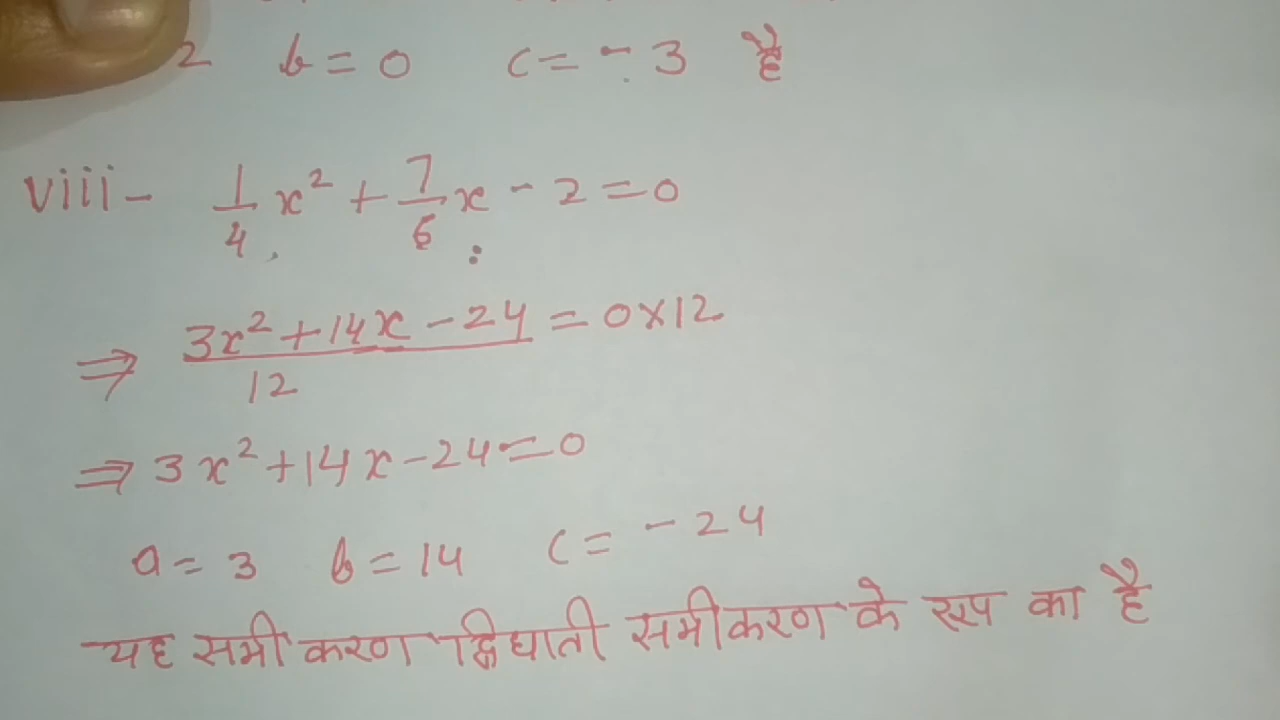 2 b = 0 c = - 3 है
viii- 1/4 x² + 7/6 x - 2 = 0
⇒ (3x² + 14x - 24)/12 = 0×12
⇒ 3x² + 14x - 24 = 0
a = 3 b = 14 c = - 24
यह समीकरण द्विघाती समीकरण के रूप का है